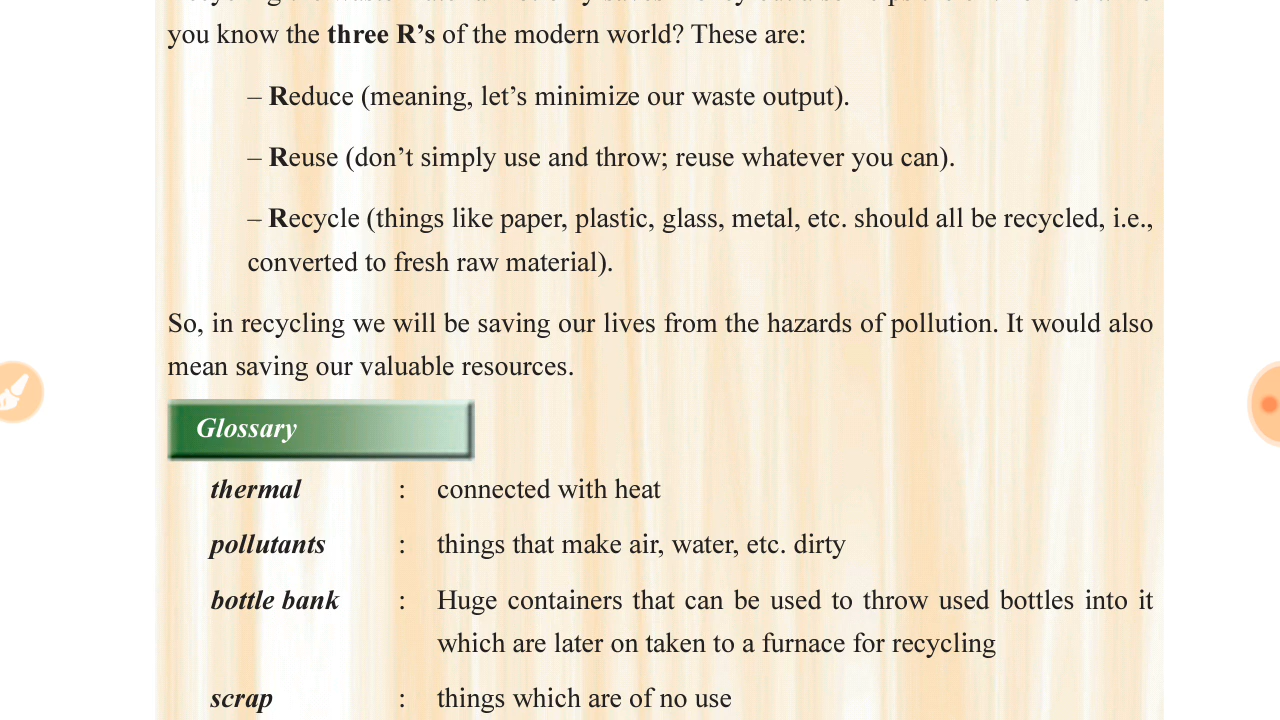 you know the three R's of the modern world? These are:
– Reduce (meaning, let's minimize our waste output).
– Reuse (don't simply use and throw; reuse whatever you can).
– Recycle (things like paper, plastic, glass, metal, etc. should all be recycled, i.e.,
converted to fresh raw material).
So, in recycling we will be saving our lives from the hazards of pollution. It would also
mean saving our valuable resources.
Glossary
thermal : connected with heat
pollutants : things that make air, water, etc. dirty
bottle bank : Huge containers that can be used to throw used bottles into it
which are later on taken to a furnace for recycling
scrap : things which are of no use